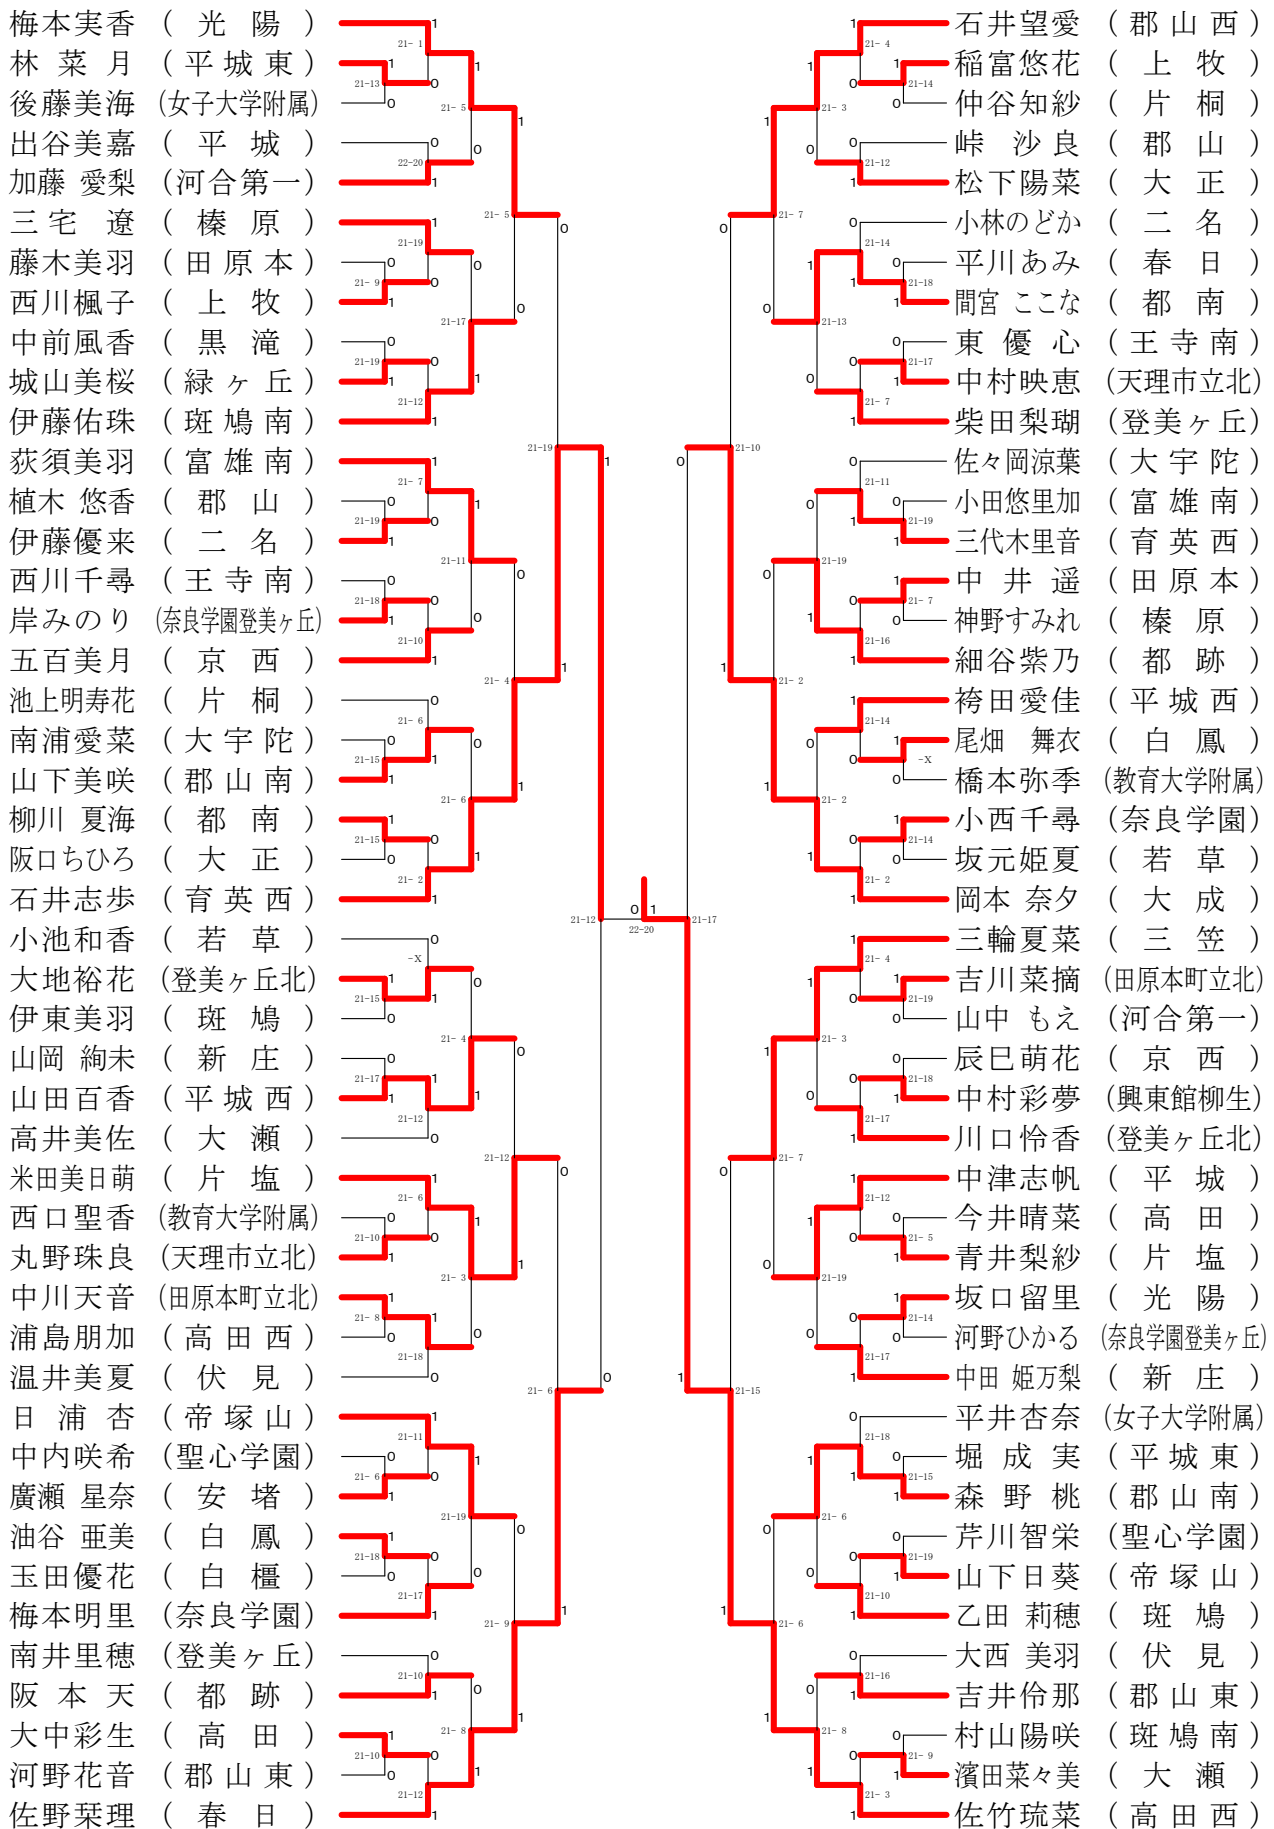 梅本実香 ( 光 陽 )
林 菜 月 ( 平 城 東 )
後藤美海 (女子大学附属)
出谷美嘉 ( 平 城 )
加藤 愛梨 (河合第一)
三 宅 遼 ( 榛 原 )
藤木美羽 ( 田 原 本 )
西川楓子 ( 上 牧 )
中前風香 ( 黒 滝 )
城山美桜 ( 緑 ヶ 丘 )
伊藤佑珠 ( 斑 鳩 南 )
荻須美羽 ( 富 雄 南 )
植木 悠香 ( 郡 山 )
伊藤優来 ( 二 名 )
西川千尋 ( 王 寺 南 )
岸みのり (奈良学園登美ヶ丘)
五百美月 ( 京 西 )
池上明寿花 ( 片 桐 )
南浦愛菜 ( 大 宇 陀 )
山下美咲 ( 郡 山 南 )
柳川 夏海 ( 都 南 )
阪口ちひろ ( 大 正 )
石井志歩 ( 育 英 西 )
小池和香 ( 若 草 )
大地裕花 (登美ヶ丘北)
伊東美羽 ( 斑 鳩 )
山岡 絢未 ( 新 庄 )
山田百香 ( 平 城 西 )
高井美佐 ( 大 瀬 )
米田美日萌 ( 片 塩 )
西口聖香 (教育大学附属)
丸野珠良 (天理市立北)
中川天音 (田原本町立北)
浦島朋加 ( 高 田 西 )
温井美夏 ( 伏 見 )
日 浦 杏 ( 帝 塚 山 )
中内咲希 (聖心学園)
廣瀬 星奈 ( 安 堵 )
油谷 亜美 ( 白 鳳 )
玉田優花 ( 白 橿 )
梅本明里 (奈良学園)
南井里穂 (登美ヶ丘)
阪 本 天 ( 都 跡 )
大中彩生 ( 高 田 )
河野花音 ( 郡 山 東 )
佐野栞理 ( 春 日 )
石井望愛 ( 郡 山 西 )
稲富悠花 ( 上 牧 )
仲谷知紗 ( 片 桐 )
峠 沙 良 ( 郡 山 )
松下陽菜 ( 大 正 )
小林のどか ( 二 名 )
平川あみ ( 春 日 )
間宮 ここな ( 都 南 )
東 優 心 ( 王 寺 南 )
中村映恵 (天理市立北)
柴田梨瑚 (登美ヶ丘)
佐々岡涼葉 ( 大 宇 陀 )
小田悠里加 ( 富 雄 南 )
三代木里音 ( 育 英 西 )
中 井 遥 ( 田 原 本 )
神野すみれ ( 榛 原 )
細谷紫乃 ( 都 跡 )
袴田愛佳 ( 平 城 西 )
尾畑 舞衣 ( 白 鳳 )
橋本弥季 (教育大学附属)
小西千尋 (奈良学園)
坂元姫夏 ( 若 草 )
岡本 奈夕 ( 大 成 )
三輪夏菜 ( 三 笠 )
吉川菜摘 (田原本町立北)
山中 もえ (河合第一)
辰巳萌花 ( 京 西 )
中村彩夢 (興東館柳生)
川口怜香 (登美ヶ丘北)
中津志帆 ( 平 城 )
今井晴菜 ( 高 田 )
青井梨紗 ( 片 塩 )
坂口留里 ( 光 陽 )
河野ひかる (奈良学園登美ヶ丘)
中田 姫万梨 ( 新 庄 )
平井杏奈 (女子大学附属)
堀 成 実 ( 平 城 東 )
森 野 桃 ( 郡 山 南 )
芹川智栄 (聖心学園)
山下日葵 ( 帝 塚 山 )
乙田 莉穂 ( 斑 鳩 )
大西 美羽 ( 伏 見 )
吉井伶那 ( 郡 山 東 )
村山陽咲 ( 斑 鳩 南 )
濱田菜々美 ( 大 瀬 )
佐竹琉菜 ( 高 田 西 )